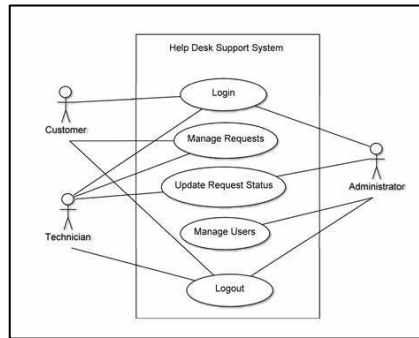 Help Desk Support System
Login
Customer
Manage Requests
Update Request Status
Administrator
Manage Users
Technician
Logout